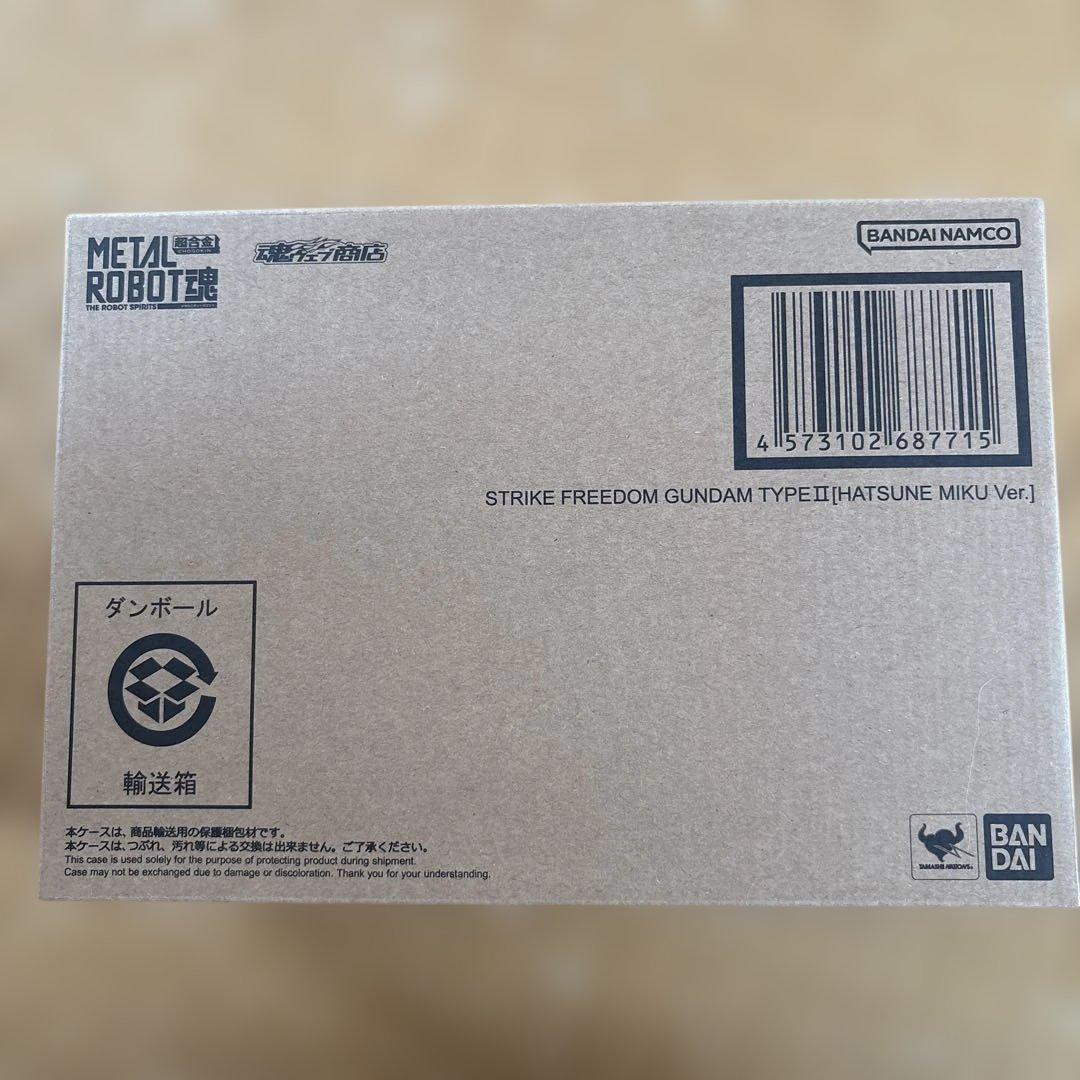 METAL 超合金
CHOGOKIN
ROBOT魂
THE ROBOT SPIRITS
魂ウェブ商店
BANDAI NAMCO
4 573102 687715
STRIKE FREEDOM GUNDAM TYPEⅡ[HATSUNE MIKU Ver.]
ダンボール
輸送箱
本ケースは、商品輸送用の保護梱包材です。
本ケースは、つぶれ、汚れ等による交換は出来ません。ご了承ください。
This case is used solely for the purpose of protecting product during shipment.
Case may not be exchanged due to damage or discoloration. Thank you for your understanding.
TAMASHII NATIONS
BAN
DAI